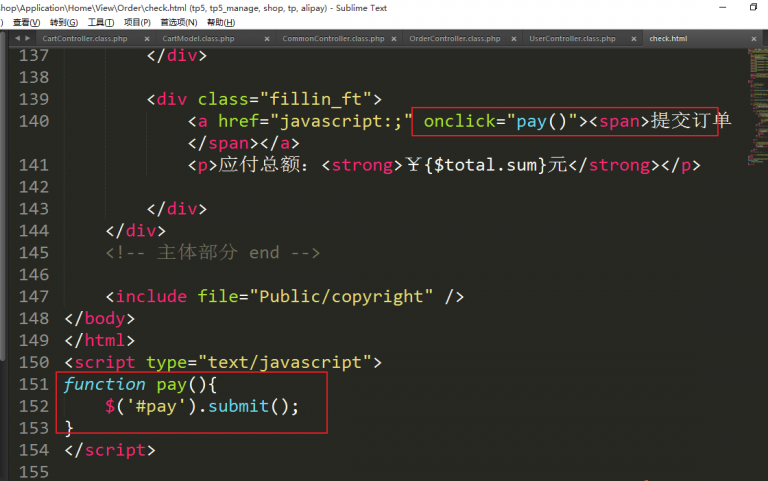 shop\Application\Home\View\Order\check.html (tp5, tp5_manage, shop, tp, alipay) - Sublime Text
) 查看(V) 转到(G) 工具(T) 项目(P) 首选项(N) 帮助(H)
CartController.class.php × CartModel.class.php × CommonController.class.php × OrderController.class.php × UserController.class.php × check.html ×
137 </div>
138
139 <div class="fillin_ft">
140 <a href="javascript:;" onclick="pay()"><span>提交订单
</span></a>
141 <p>应付总额：<strong>￥{$total.sum}元</strong></p>
142
143 </div>
144 </div>
145 <!-- 主体部分 end -->
146
147 <include file="Public/copyright" />
148 </body>
149 </html>
150 <script type="text/javascript">
151 function pay(){
152 $('#pay').submit();
153 }
154 </script>
155